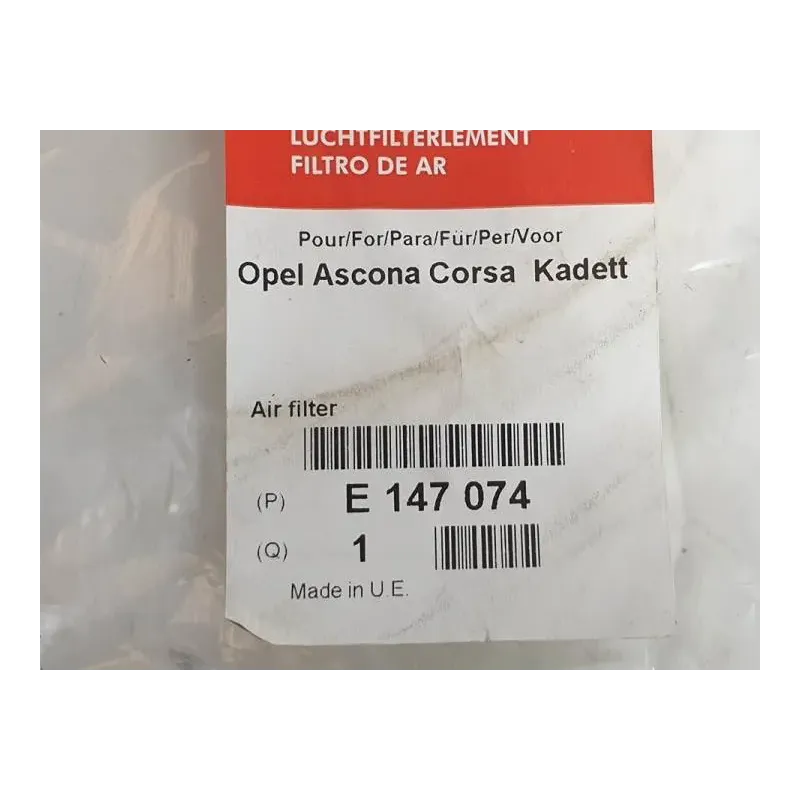 LUCHTFILTERLEMENT
FILTRO DE AR
Pour/For/Para/Für/Per/Voor
Opel Ascona Corsa Kadett
Air filter
(P) E 147 074
(Q) 1
Made in U.E.